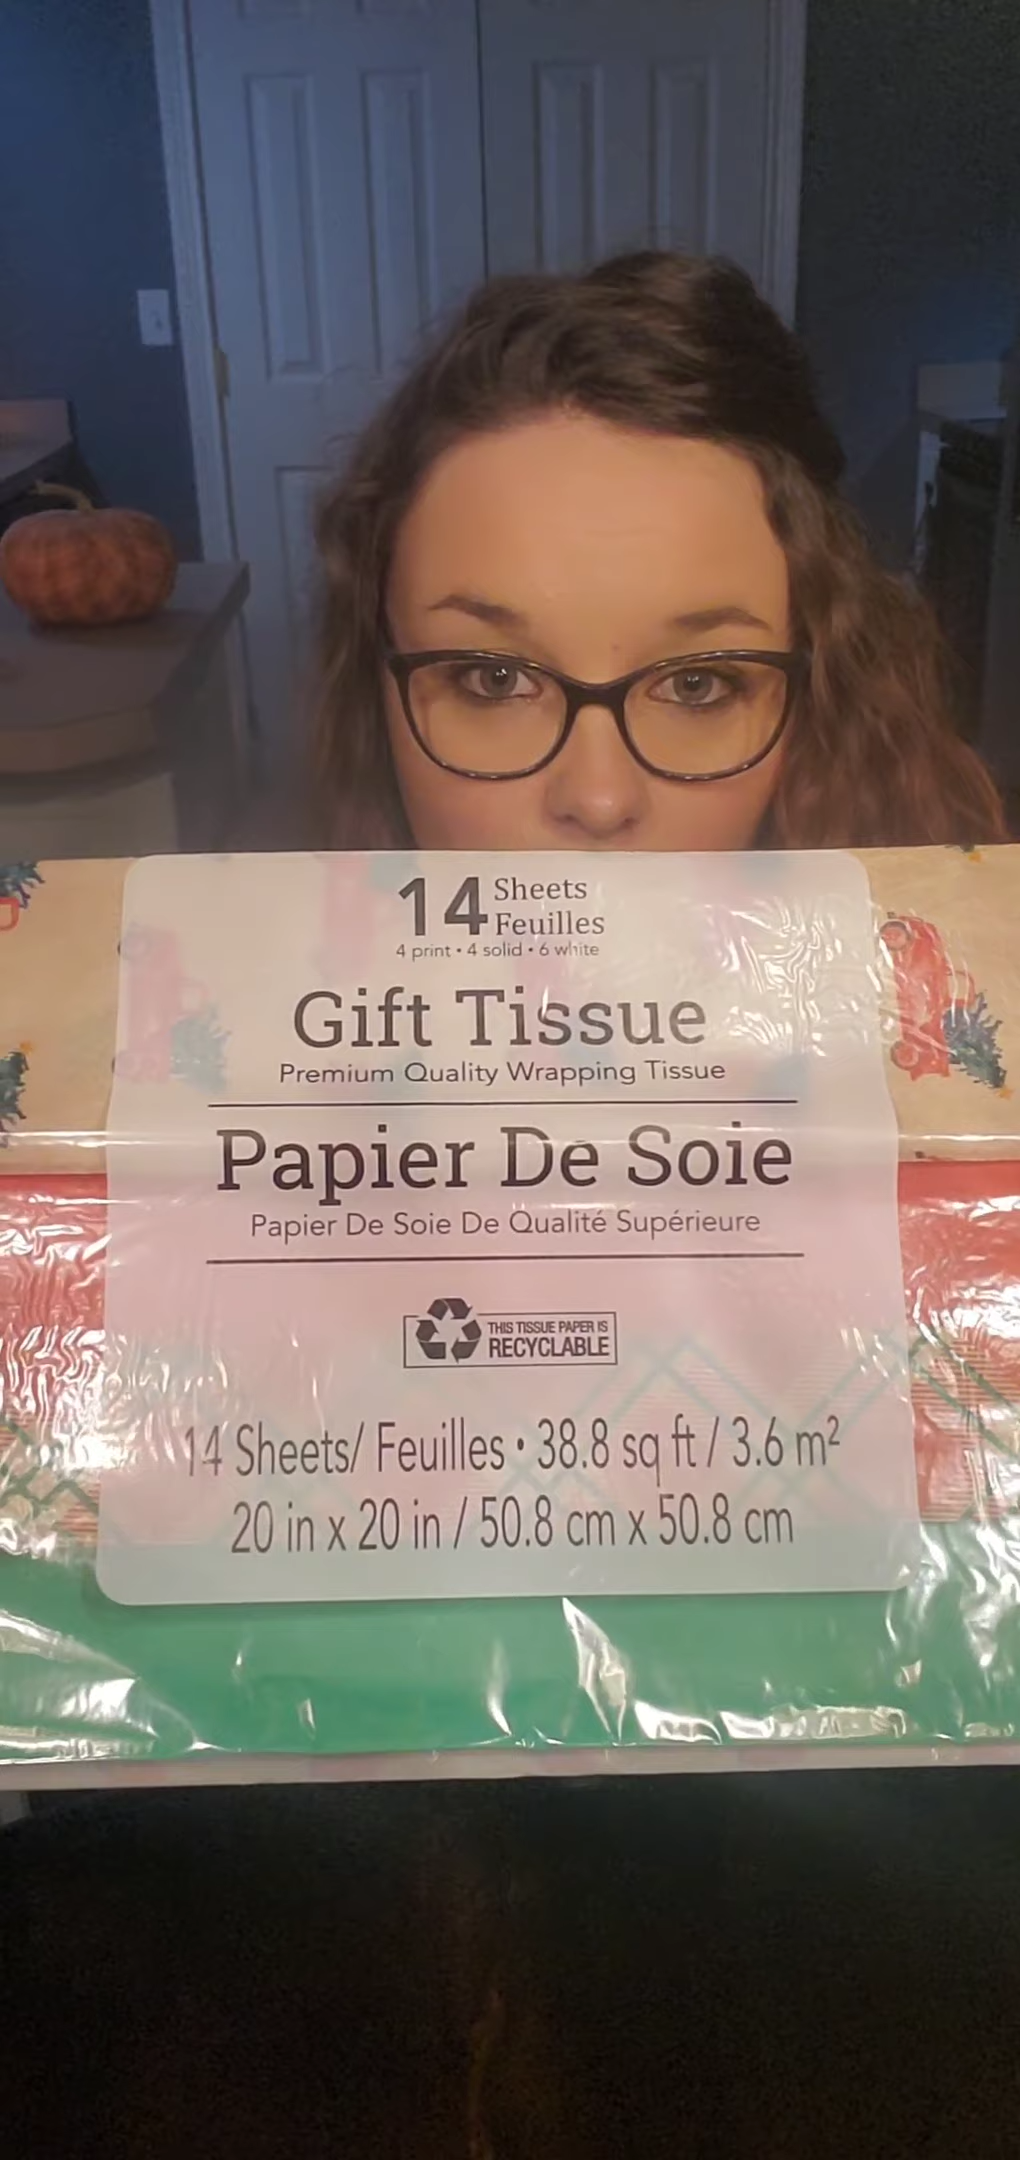 14 Sheets
Feuilles
4 print • 4 solid • 6 white
Gift Tissue
Premium Quality Wrapping Tissue
Papier De Soie
Papier De Soie De Qualité Supérieure
THIS TISSUE PAPER IS
RECYCLABLE
14 Sheets/ Feuilles • 38.8 sq ft / 3.6 m²
20 in x 20 in / 50.8 cm x 50.8 cm